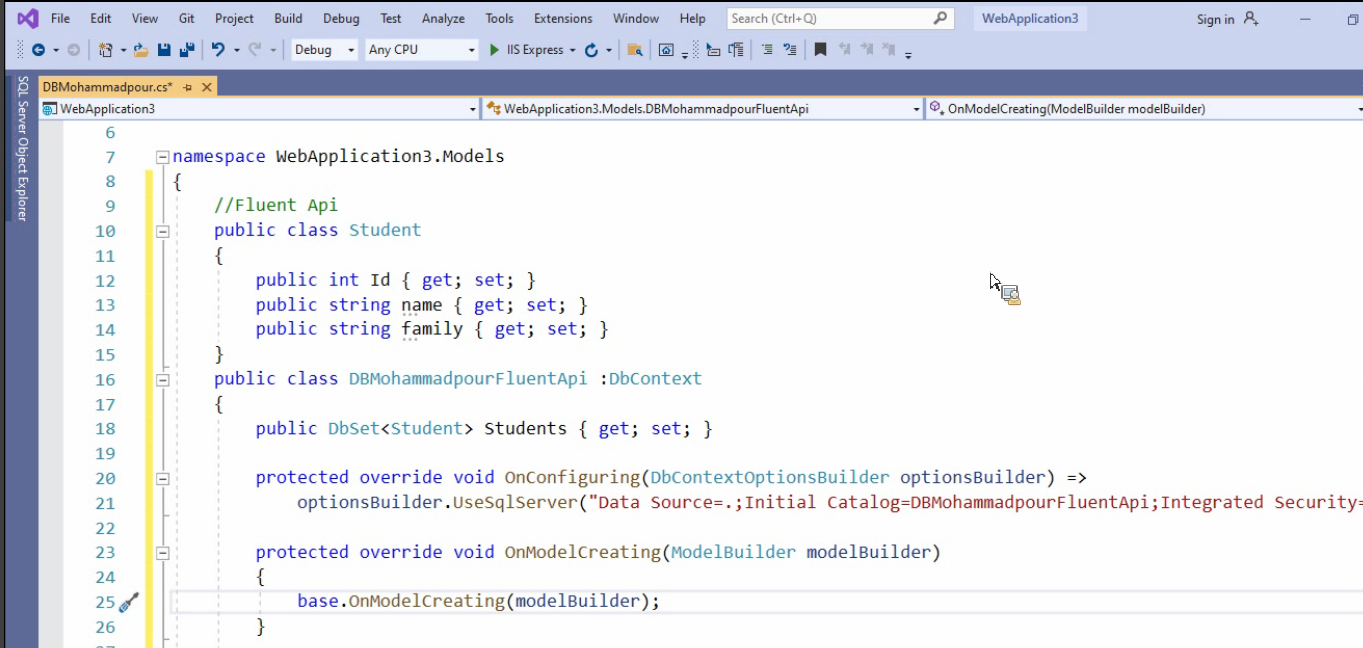 File Edit View Git Project Build Debug Test Analyze Tools Extensions Window Help Search (Ctrl+Q) WebApplication3 Sign in
Debug Any CPU IIS Express
SQL Server Object Explorer
DBMohammadpour.cs*
WebApplication3 WebApplication3.Models.DBMohammadpourFluentApi OnModelCreating(ModelBuilder modelBuilder)
6
7 namespace WebApplication3.Models
8 {
9 //Fluent Api
10 public class Student
11 {
12 public int Id { get; set; }
13 public string name { get; set; }
14 public string family { get; set; }
15 }
16 public class DBMohammadpourFluentApi :DbContext
17 {
18 public DbSet<Student> Students { get; set; }
19
20 protected override void OnConfiguring(DbContextOptionsBuilder optionsBuilder) =>
21 optionsBuilder.UseSqlServer("Data Source=.;Initial Catalog=DBMohammadpourFluentApi;Integrated Security=
22
23 protected override void OnModelCreating(ModelBuilder modelBuilder)
24 {
25 base.OnModelCreating(modelBuilder);
26 }